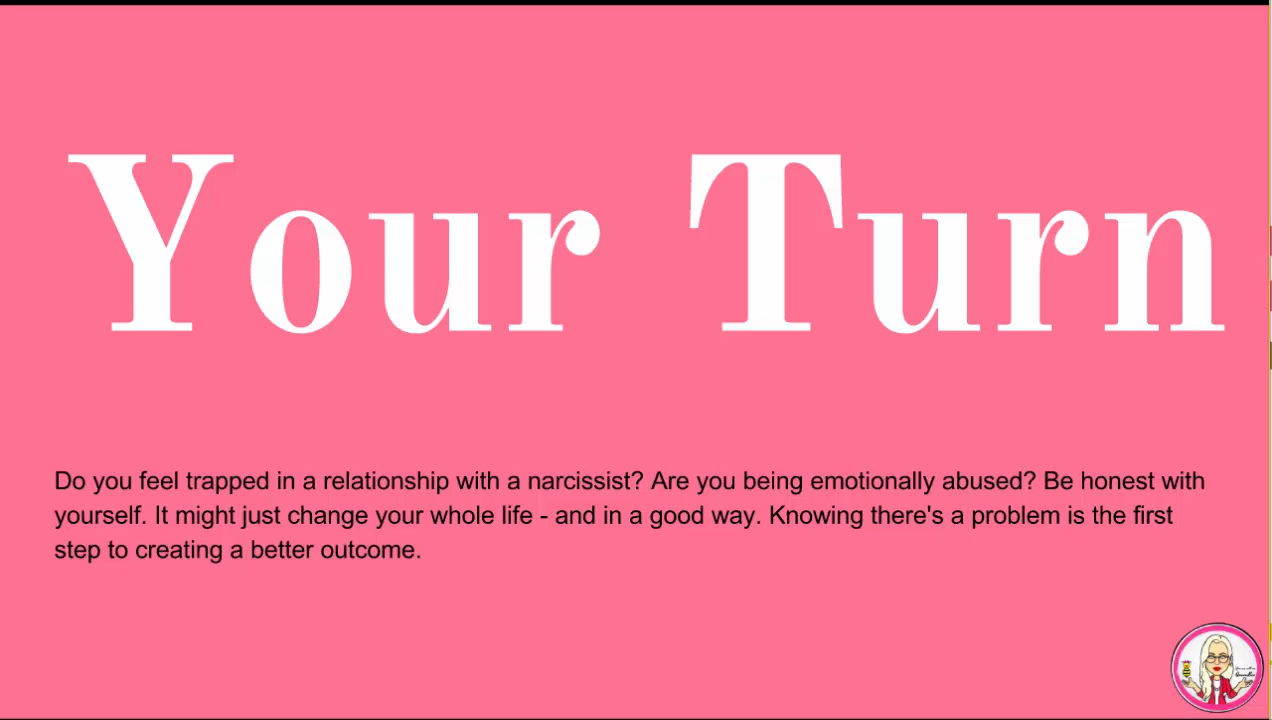 Your Turn
Do you feel trapped in a relationship with a narcissist? Are you being emotionally abused? Be honest with
yourself. It might just change your whole life - and in a good way. Knowing there's a problem is the first
step to creating a better outcome.